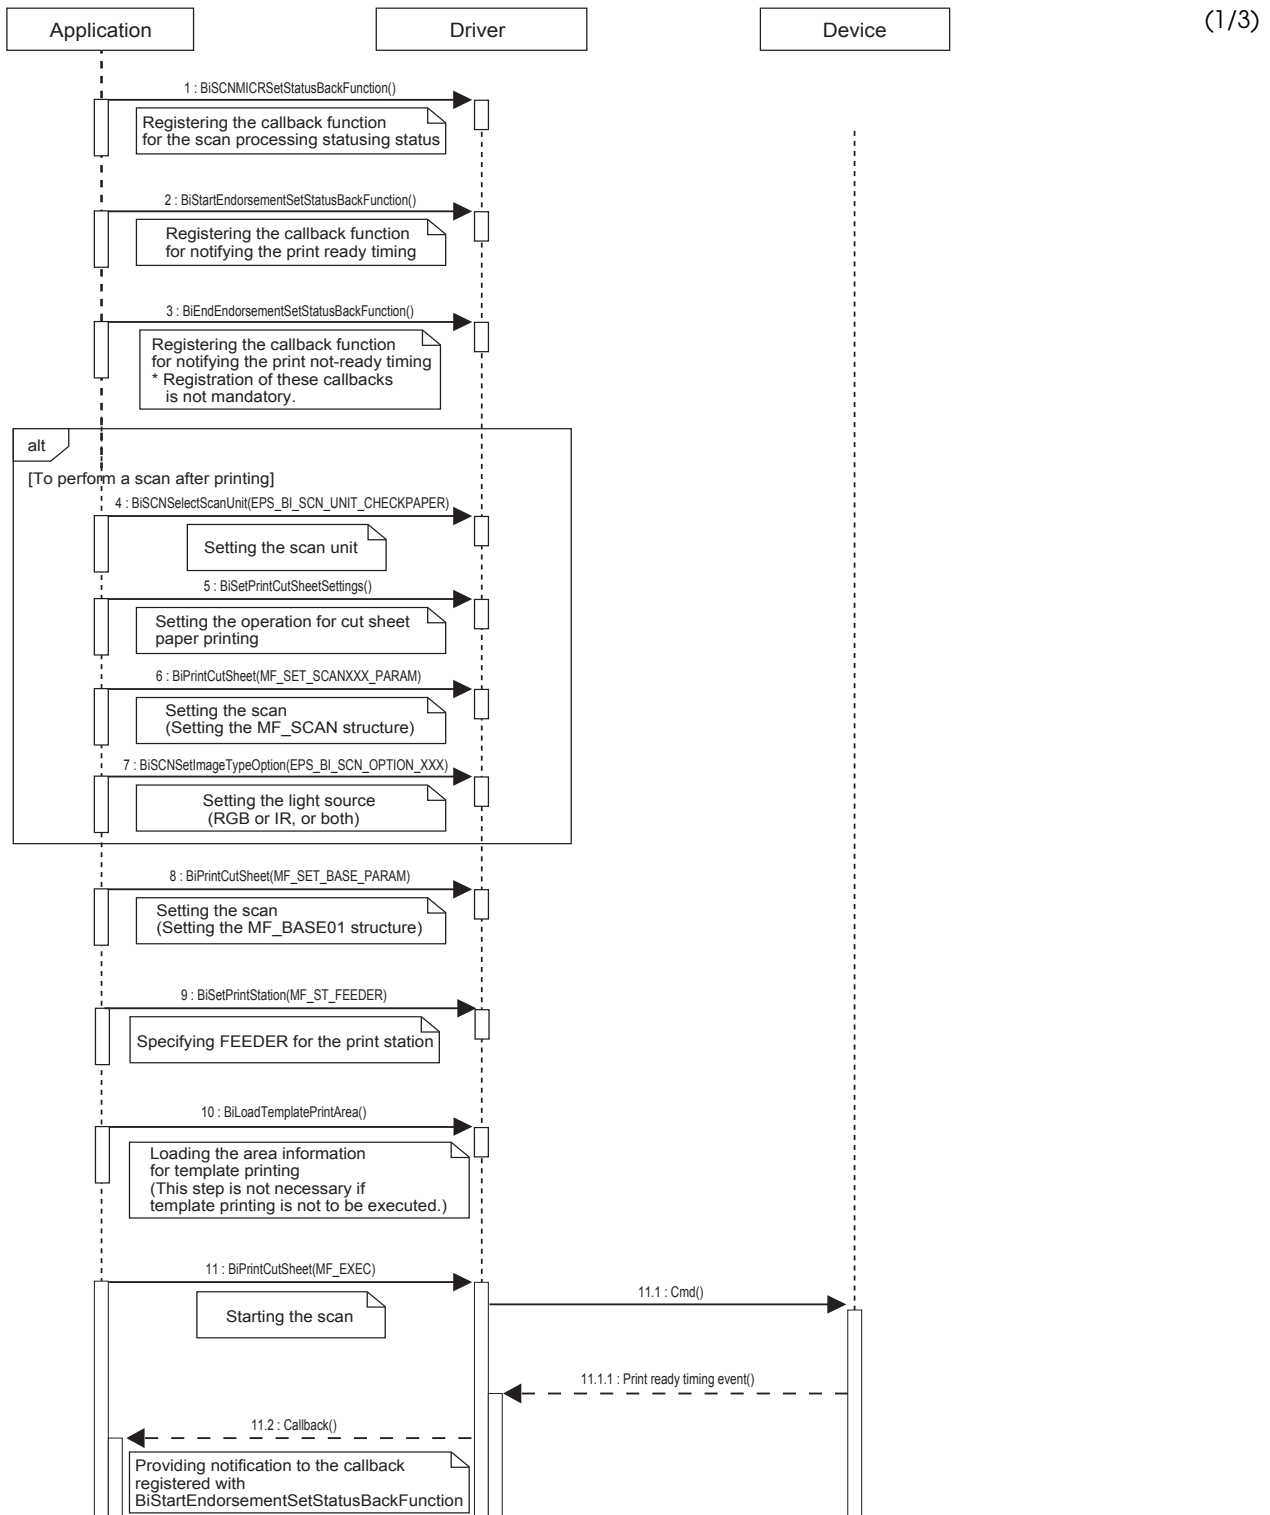 Application
Driver
Device
(1/3)
1 : BiSCNMICRSetStatusBackFunction()
Registering the callback function
for the scan processing statusing status
2 : BiStartEndorsementSetStatusBackFunction()
Registering the callback function
for notifying the print ready timing
3 : BiEndEndorsementSetStatusBackFunction()
Registering the callback function
for notifying the print not-ready timing
* Registration of these callbacks
is not mandatory.
alt
[To perform a scan after printing]
4 : BiSCNSelectScanUnit(EPS_BI_SCN_UNIT_CHECKPAPER)
Setting the scan unit
5 : BiSetPrintCutSheetSettings()
Setting the operation for cut sheet
paper printing
6 : BiPrintCutSheet(MF_SET_SCANXXX_PARAM)
Setting the scan
(Setting the MF_SCAN structure)
7 : BiSCNSetImageTypeOption(EPS_BI_SCN_OPTION_XXX)
Setting the light source
(RGB or IR, or both)
8 : BiPrintCutSheet(MF_SET_BASE_PARAM)
Setting the scan
(Setting the MF_BASE01 structure)
9 : BiSetPrintStation(MF_ST_FEEDER)
Specifying FEEDER for the print station
10 : BiLoadTemplatePrintArea()
Loading the area information
for template printing
(This step is not necessary if
template printing is not to be executed.)
11 : BiPrintCutSheet(MF_EXEC)
Starting the scan
11.1 : Cmd()
11.1.1 : Print ready timing event()
11.2 : Callback()
Providing notification to the callback
registered with
BiStartEndorsementSetStatusBackFunction